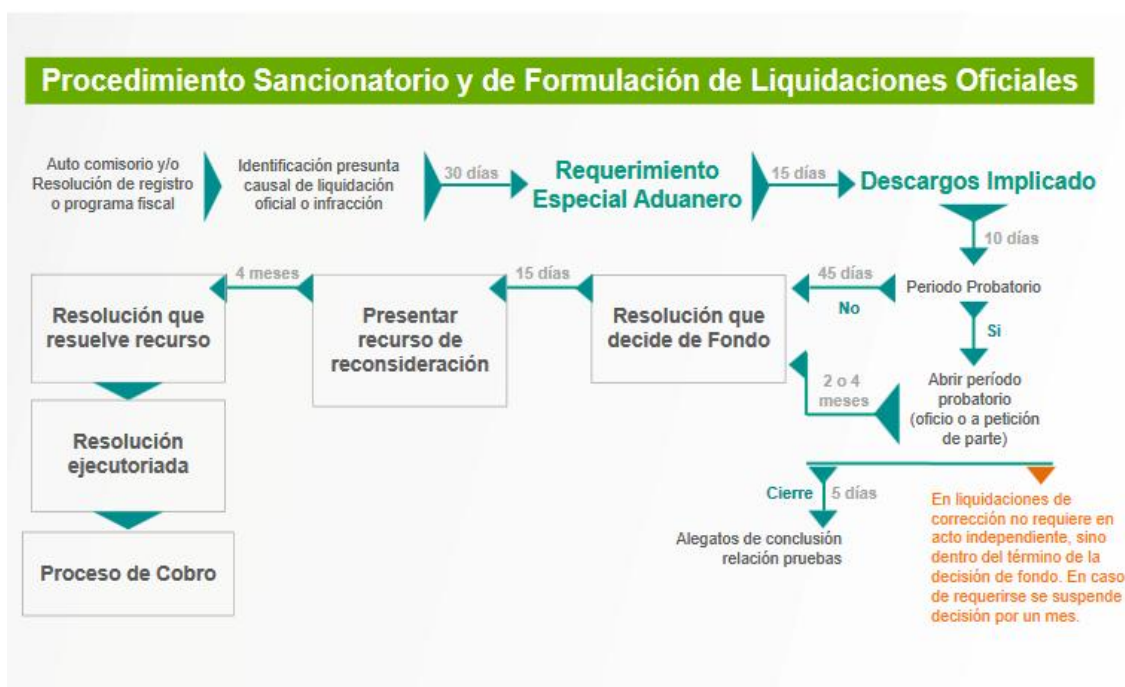 Procedimiento Sancionatorio y de Formulación de Liquidaciones Oficiales
Auto comisorio y/o
Resolución de registro
o programa fiscal
Identificación presunta
causal de liquidación
oficial o infracción
30 días
Requerimiento
Especial Aduanero
15 días
Descargos Implicado
10 días
Periodo Probatorio
45 días
No
Si
Resolución que
decide de Fondo
15 días
Presentar
recurso de
reconsideración
4 meses
Resolución que
resuelve recurso
Abrir período
probatorio
(oficio o a petición
de parte)
2 o 4
meses
Resolución
ejecutoriada
Cierre
5 días
Alegatos de conclusión
relación pruebas
En liquidaciones de
corrección no requiere en
acto independiente, sino
dentro del término de la
decisión de fondo. En caso
de requerirse se suspende
decisión por un mes.
Proceso de Cobro